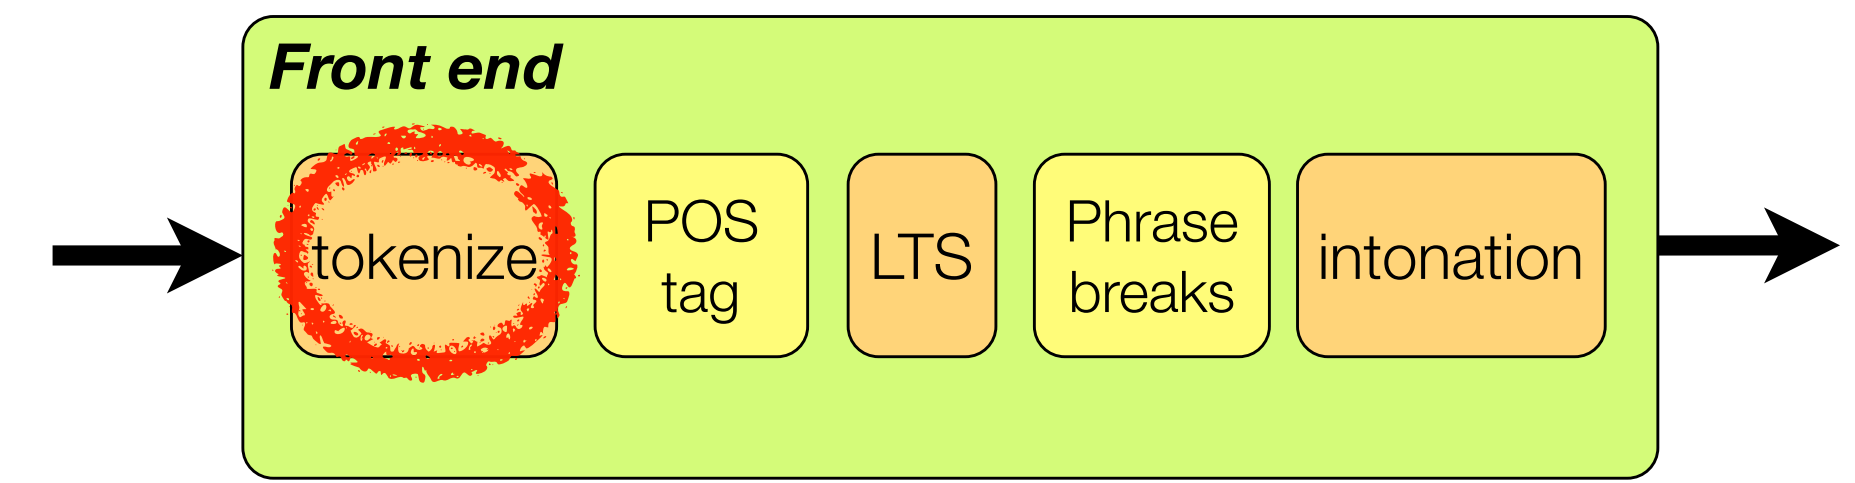 Front end
tokenize
POS
tag
LTS
Phrase
breaks
intonation